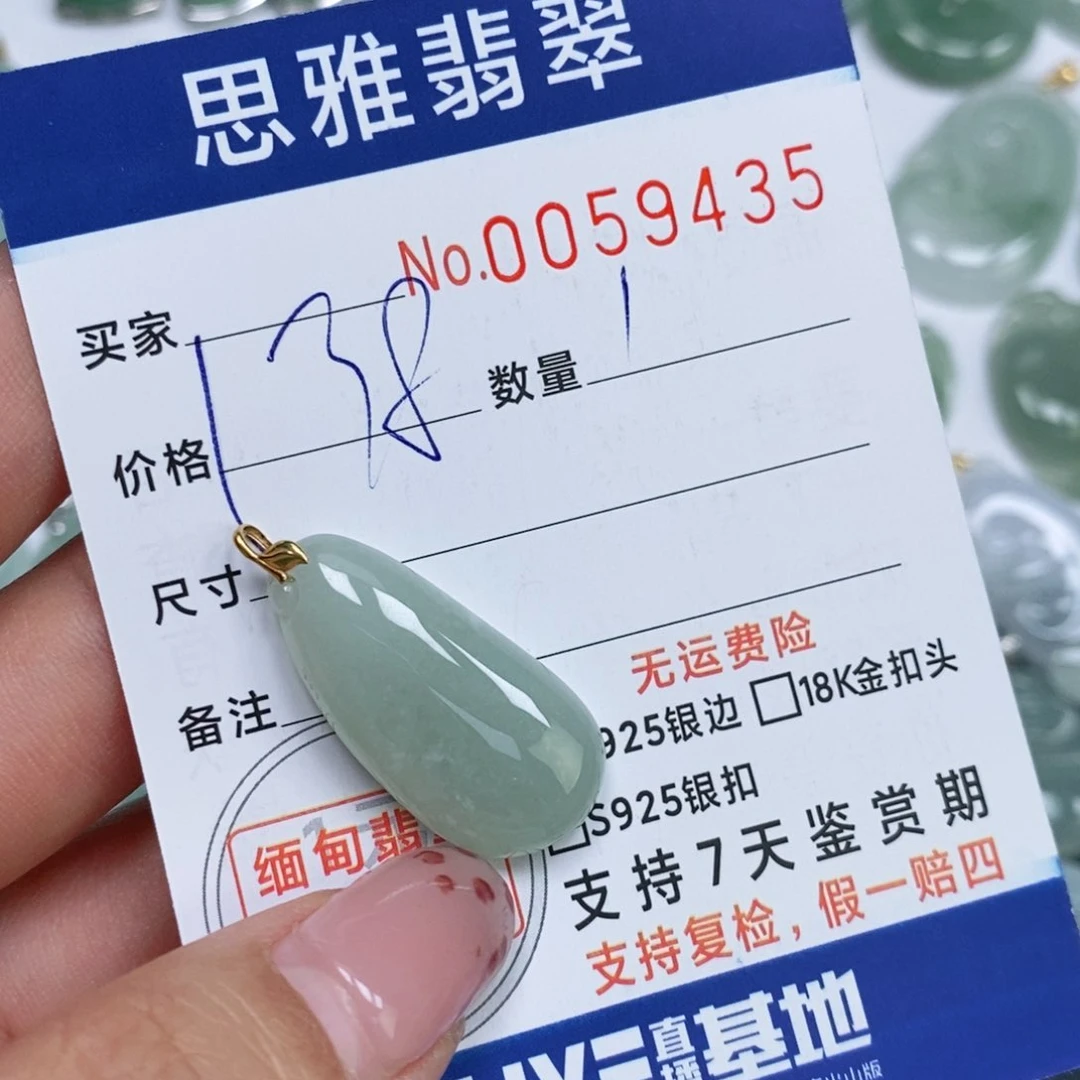 思雅翡翠
No.0059435
买家
138
数量 1
价格
尺寸
备注
无运费险
925银边 □18K金扣头
S925银扣
缅甸翡
支持7天鉴赏期
支持复检，假一赔四
直播基地